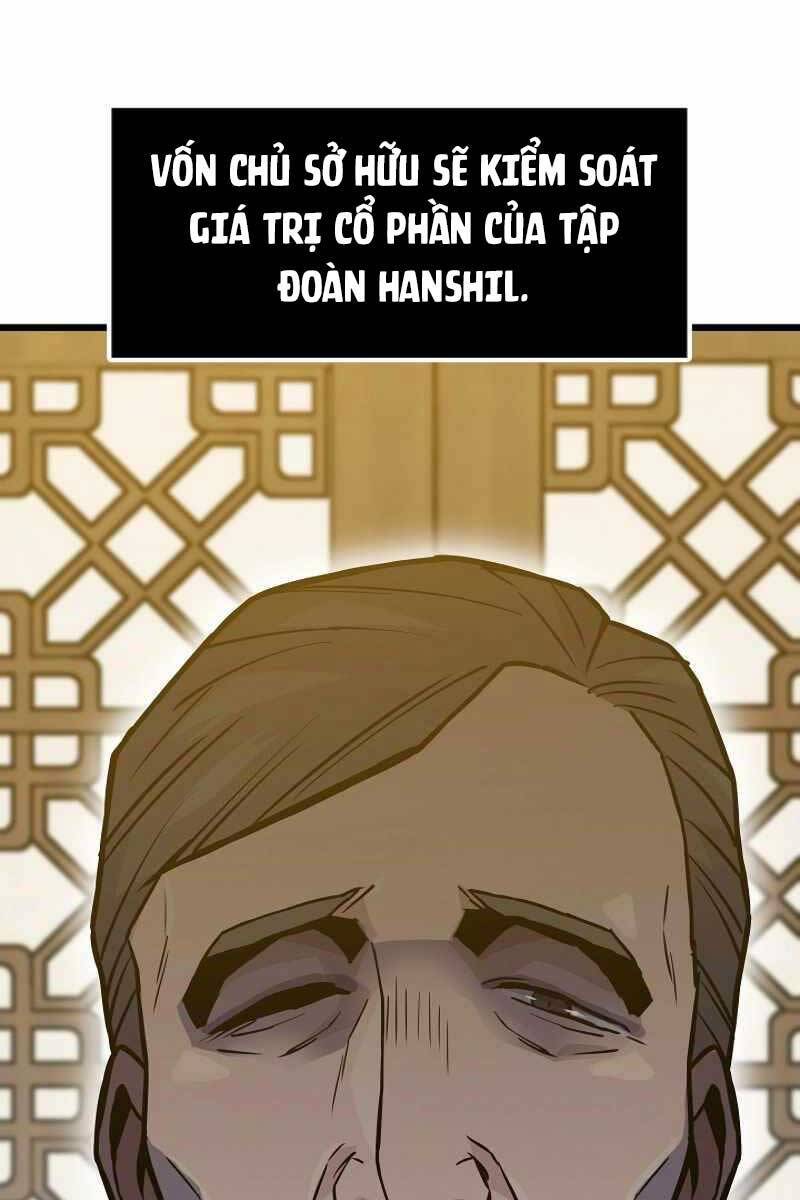 VỐN CHỦ SỞ HỮU SẼ KIỂM SOÁT
GIÁ TRỊ CỔ PHẦN CỦA TẬP
ĐOÀN HANSHIL.